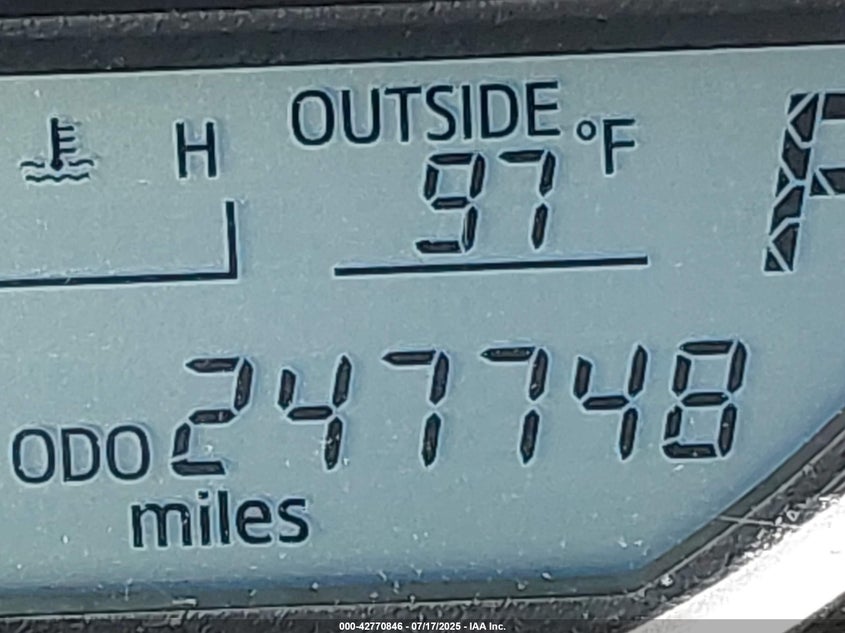 H
OUTSIDE °F
97
ODO 247748
miles
000-42770846 - 07/17/2025 - IAA Inc.